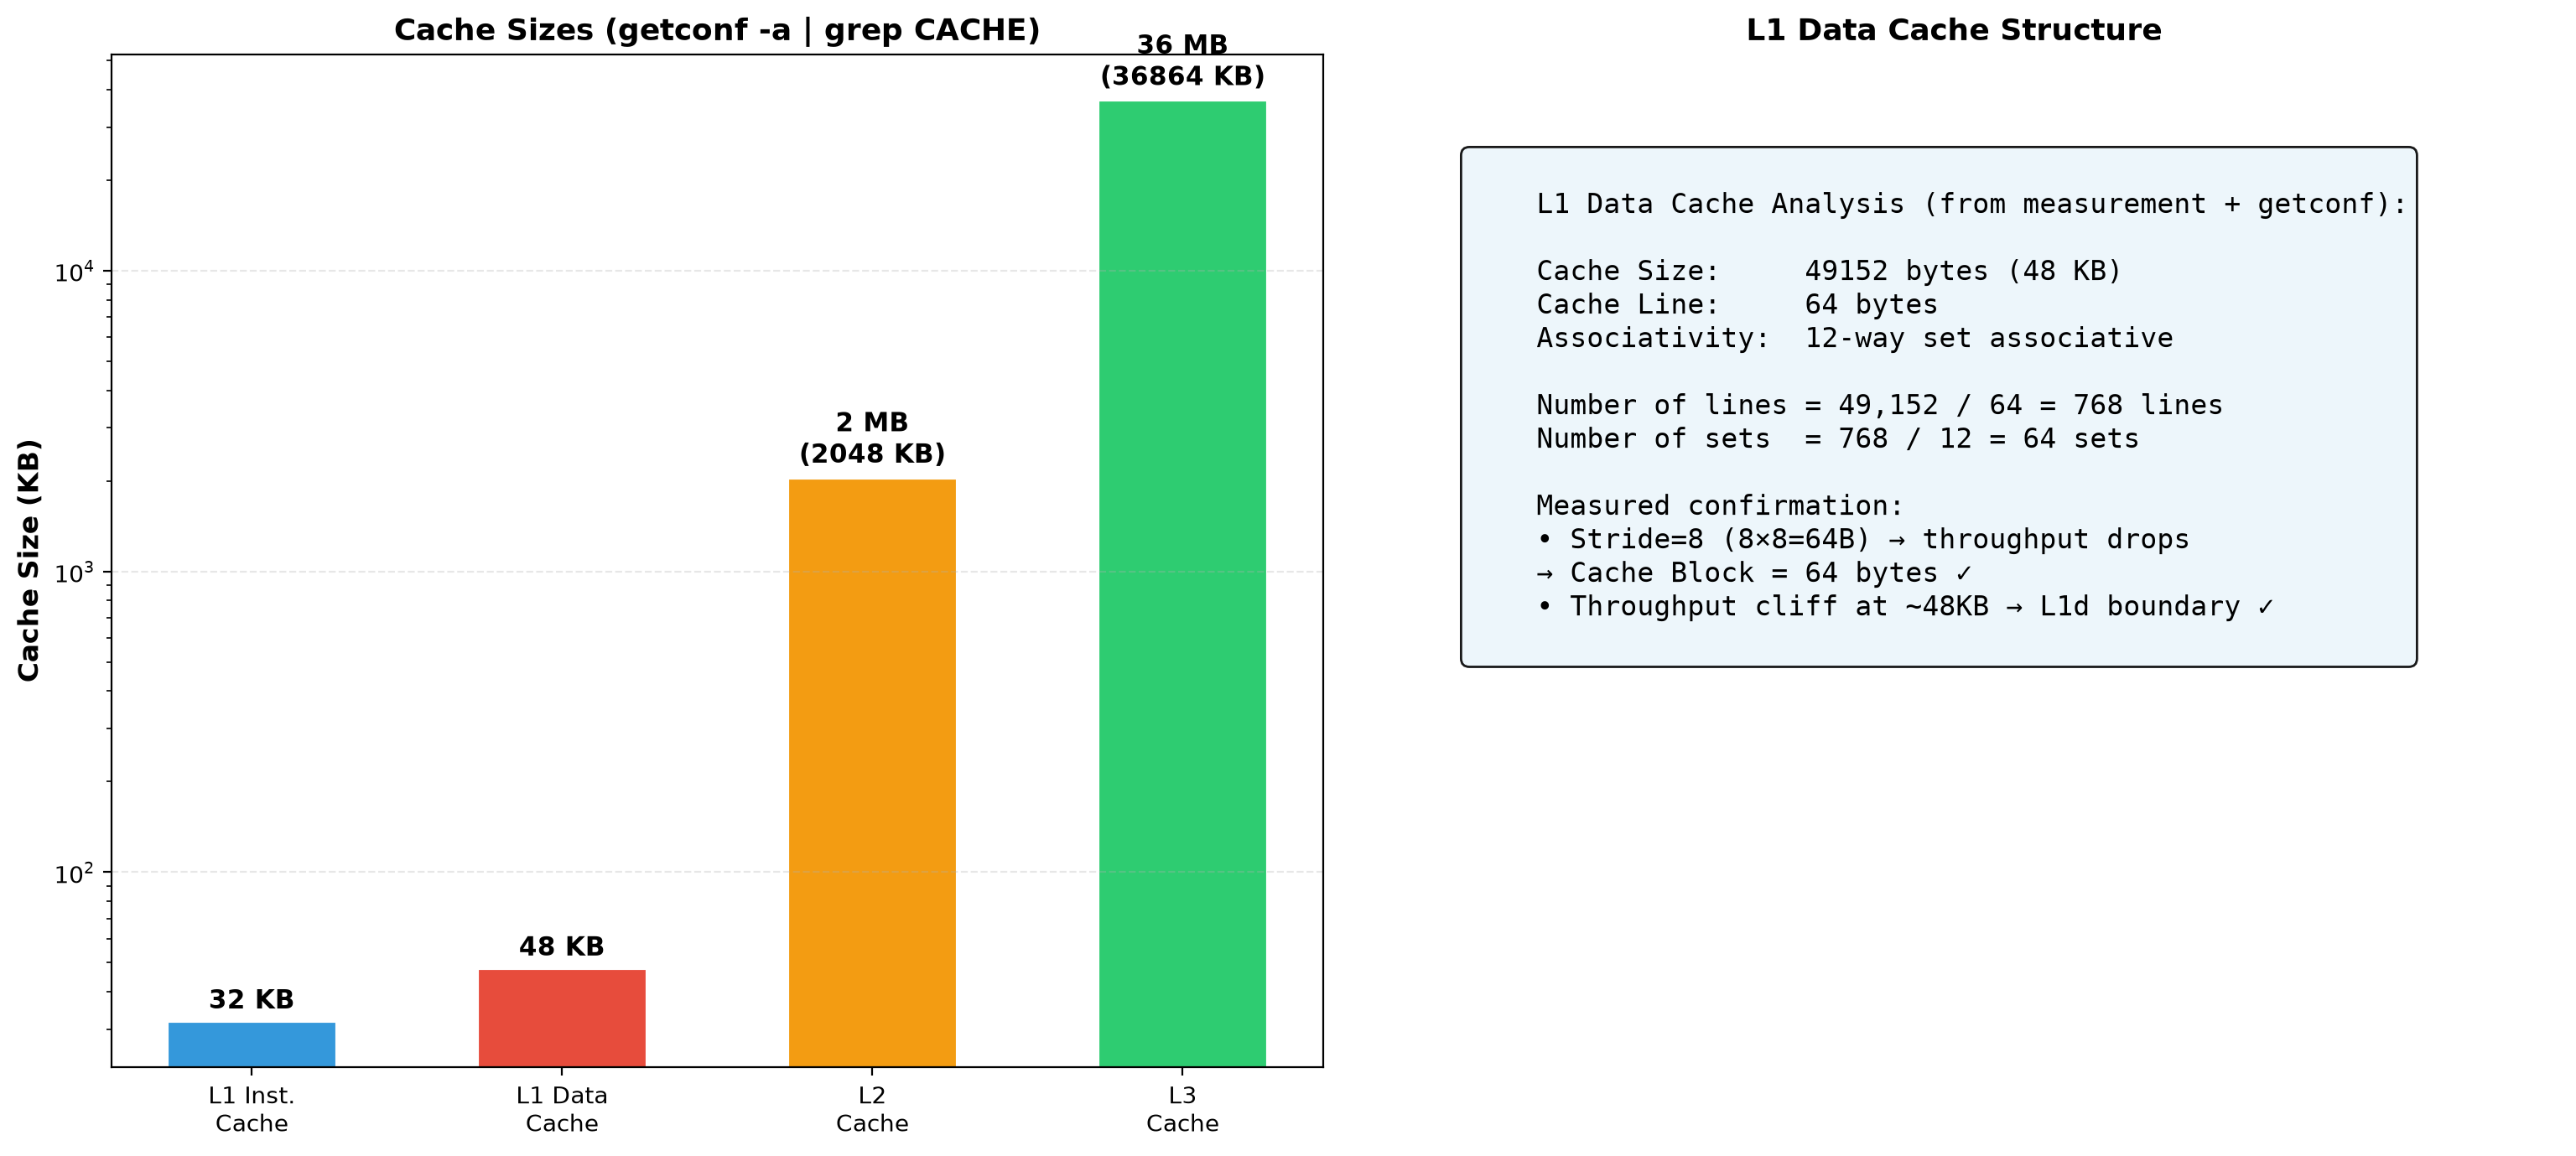 Cache Sizes (getconf -a | grep CACHE)
36 MB
(36864 KB)
2 MB
(2048 KB)
48 KB
32 KB
Cache Size (KB)
10⁴
10³
10²
L1 Inst.
Cache
L1 Data
Cache
L2
Cache
L3
Cache
L1 Data Cache Structure
L1 Data Cache Analysis (from measurement + getconf):
Cache Size:     49152 bytes (48 KB)
Cache Line:     64 bytes
Associativity:  12-way set associative
Number of lines = 49,152 / 64 = 768 lines
Number of sets  = 768 / 12 = 64 sets
Measured confirmation:
• Stride=8 (8×8=64B) → throughput drops
→ Cache Block = 64 bytes ✓
• Throughput cliff at ~48KB → L1d boundary ✓